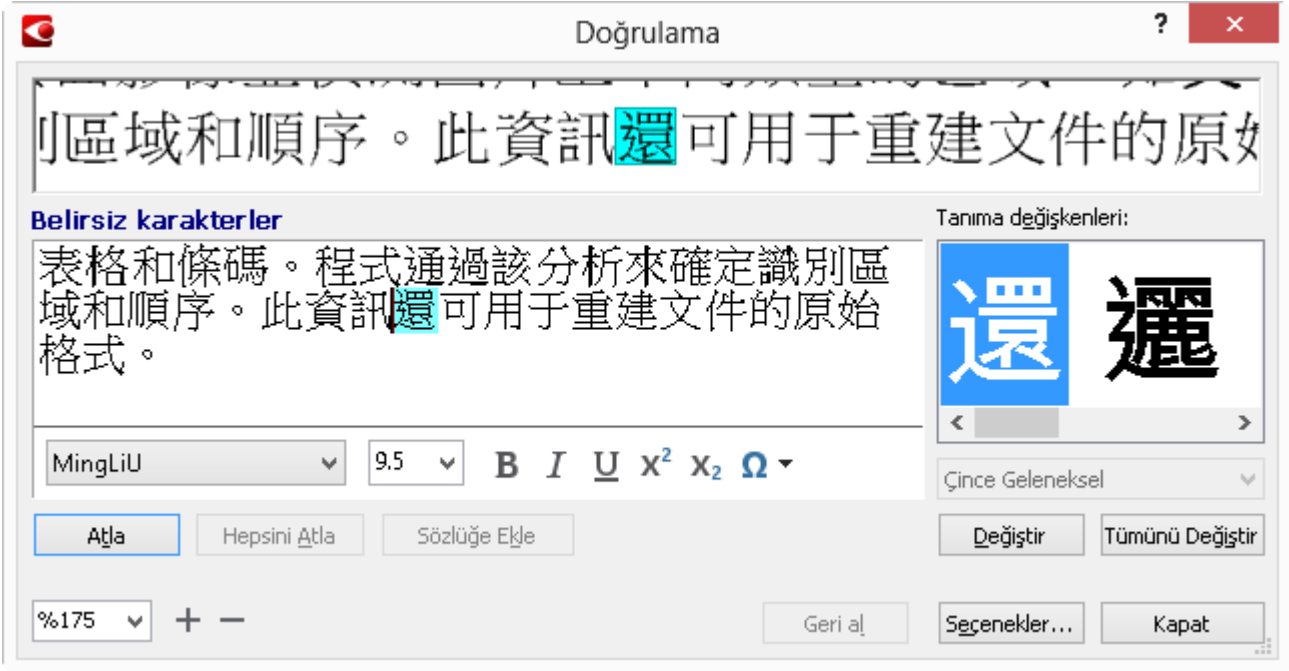 Doğrulama
?
別區域和順序。此資訊還可用于重建文件的原始
Belirsiz karakterler
Tanıma değişkenleri:
表格和條碼。程式通過該分析來確定識別區
域和順序。此資訊還可用于重建文件的原始
格式。
還 邐
MingLiU
9.5
B I U X² X₂ Ω
Çince Geleneksel
Atla
Hepsini Atla
Sözlüğe Ekle
Değiştir
Tümünü Değiştir
%175
Geri al
Seçenekler...
Kapat